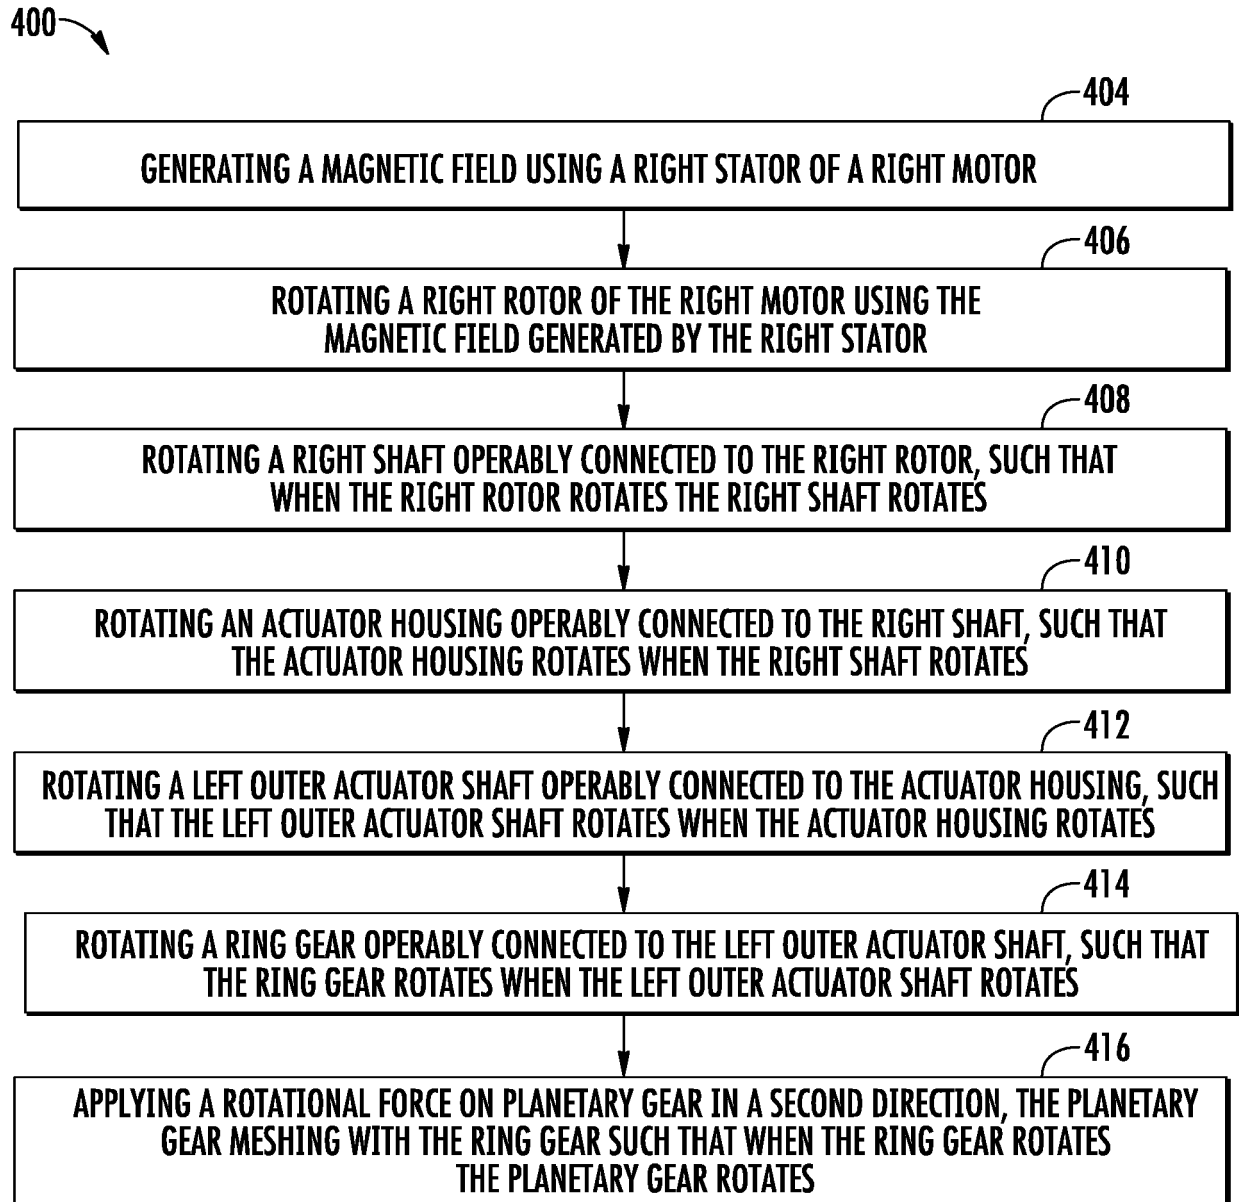 400
404
GENERATING A MAGNETIC FIELD USING A RIGHT STATOR OF A RIGHT MOTOR
406
ROTATING A RIGHT ROTOR OF THE RIGHT MOTOR USING THE
MAGNETIC FIELD GENERATED BY THE RIGHT STATOR
408
ROTATING A RIGHT SHAFT OPERABLY CONNECTED TO THE RIGHT ROTOR, SUCH THAT
WHEN THE RIGHT ROTOR ROTATES THE RIGHT SHAFT ROTATES
410
ROTATING AN ACTUATOR HOUSING OPERABLY CONNECTED TO THE RIGHT SHAFT, SUCH THAT
THE ACTUATOR HOUSING ROTATES WHEN THE RIGHT SHAFT ROTATES
412
ROTATING A LEFT OUTER ACTUATOR SHAFT OPERABLY CONNECTED TO THE ACTUATOR HOUSING, SUCH
THAT THE LEFT OUTER ACTUATOR SHAFT ROTATES WHEN THE ACTUATOR HOUSING ROTATES
414
ROTATING A RING GEAR OPERABLY CONNECTED TO THE LEFT OUTER ACTUATOR SHAFT, SUCH THAT
THE RING GEAR ROTATES WHEN THE LEFT OUTER ACTUATOR SHAFT ROTATES
416
APPLYING A ROTATIONAL FORCE ON PLANETARY GEAR IN A SECOND DIRECTION, THE PLANETARY
GEAR MESHING WITH THE RING GEAR SUCH THAT WHEN THE RING GEAR ROTATES
THE PLANETARY GEAR ROTATES